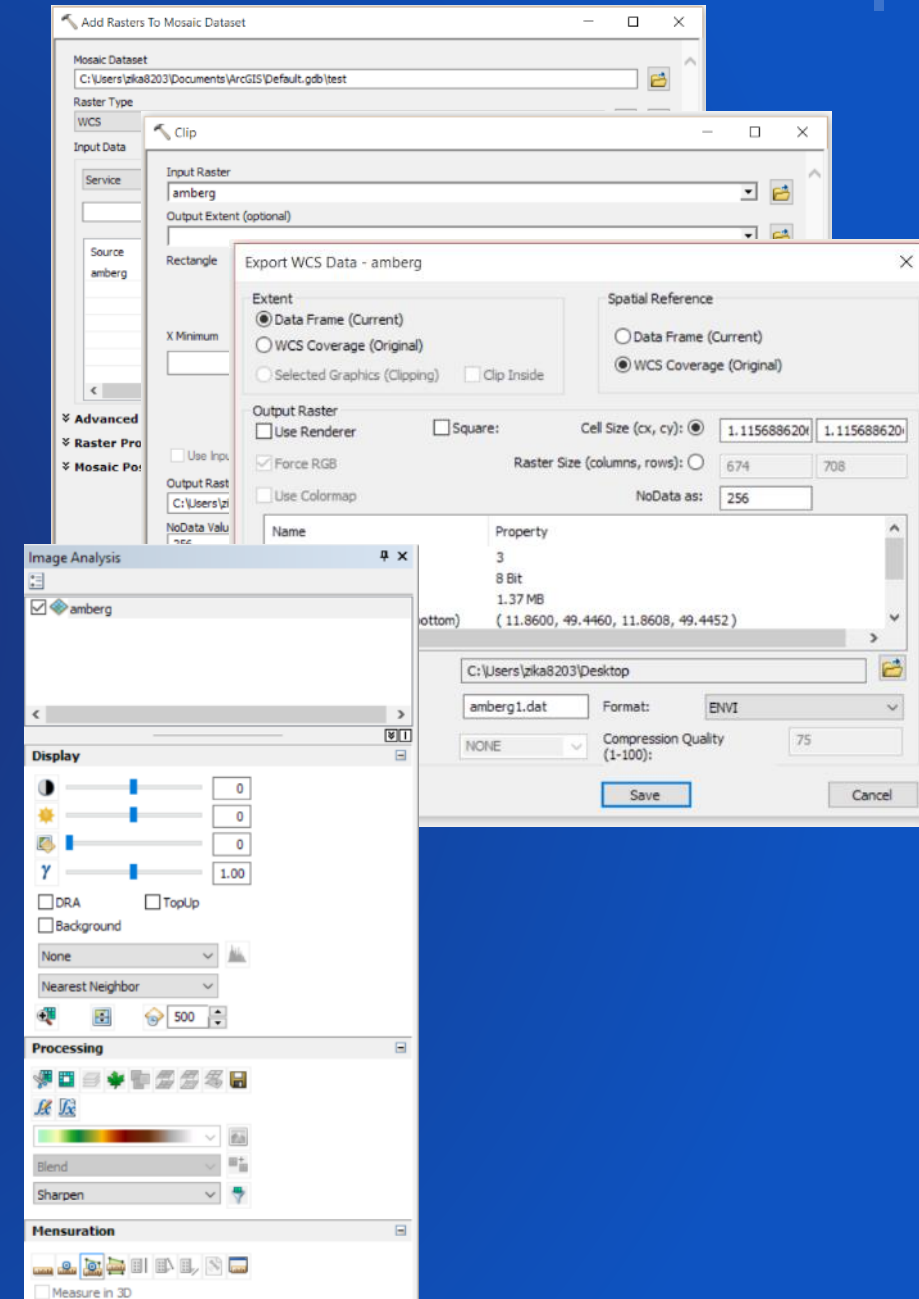 Add Rasters To Mosaic Dataset
Mosaic Dataset
C:\Users\zika8203\Documents\ArcGIS\Default.gdb\test
Raster Type
WCS
Input Data
Service
Source
amberg
Advanced
Raster Pro
Mosaic Po
Clip
Input Raster
amberg
Output Extent (optional)
Rectangle
X Minimum
Use Inpu
Output Rast
C:\Users\zi
NoData Valu
256
Export WCS Data - amberg
Extent
Data Frame (Current)
WCS Coverage (Original)
Selected Graphics (Clipping) Clip Inside
Spatial Reference
Data Frame (Current)
WCS Coverage (Original)
Output Raster
Use Renderer Square: Cell Size (cx, cy): 1.115688620 1.115688620
Force RGB Raster Size (columns, rows): 674 708
Use Colormap NoData as: 256
Name Property
3
8 Bit
1.37 MB
ottom) ( 11.8600, 49.4460, 11.8608, 49.4452 )
C:\Users\zika8203\Desktop
amberg1.dat Format: ENVI
NONE Compression Quality
(1-100): 75
Save Cancel
Image Analysis
amberg
Display
0
0
0
γ 1.00
DRA TopUp
Background
None
Nearest Neighbor
500
Processing
fx fx
Blend
Sharpen
Mensuration
Measure in 3D